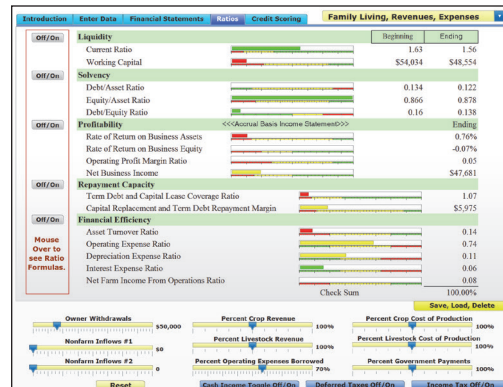 Introduction Enter Data Financial Statements Ratios Credit Scoring Family Living, Revenues, Expenses
Off/On Liquidity Beginning Ending
Current Ratio 1.63 1.56
Working Capital $54,034 $48,554
Off/On Solvency
Debt/Asset Ratio 0.134 0.122
Equity/Asset Ratio 0.866 0.878
Debt/Equity Ratio 0.16 0.138
Off/On Profitability <<<Accrual Basis Income Statement>>> Ending
Rate of Return on Business Assets 0.76%
Rate of Return on Business Equity -0.07%
Operating Profit Margin Ratio 0.05
Net Business Income $47,681
Off/On Repayment Capacity
Term Debt and Capital Lease Coverage Ratio 1.07
Capital Replacement and Term Debt Repayment Margin $5,975
Off/On Financial Efficiency
Asset Turnover Ratio 0.14
Operating Expense Ratio 0.74
Depreciation Expense Ratio 0.11
Interest Expense Ratio 0.06
Net Farm Income From Operations Ratio 0.08
Check Sum 100.00%
Mouse
Over to
see Ratio
Formulas.
Save, Load, Delete
Owner Withdrawals $50,000 Percent Crop Revenue 100% Percent Crop Cost of Production 100%
Nonfarm Inflows #1 $0 Percent Livestock Revenue 100% Percent Livestock Cost of Production 100%
Nonfarm Inflows #2 0 Percent Operating Expenses Borrowed 70% Percent Government Payments 100%
Reset Cash Income Toggle Off/On Deferred Taxes Off/On Income Tax Off/On